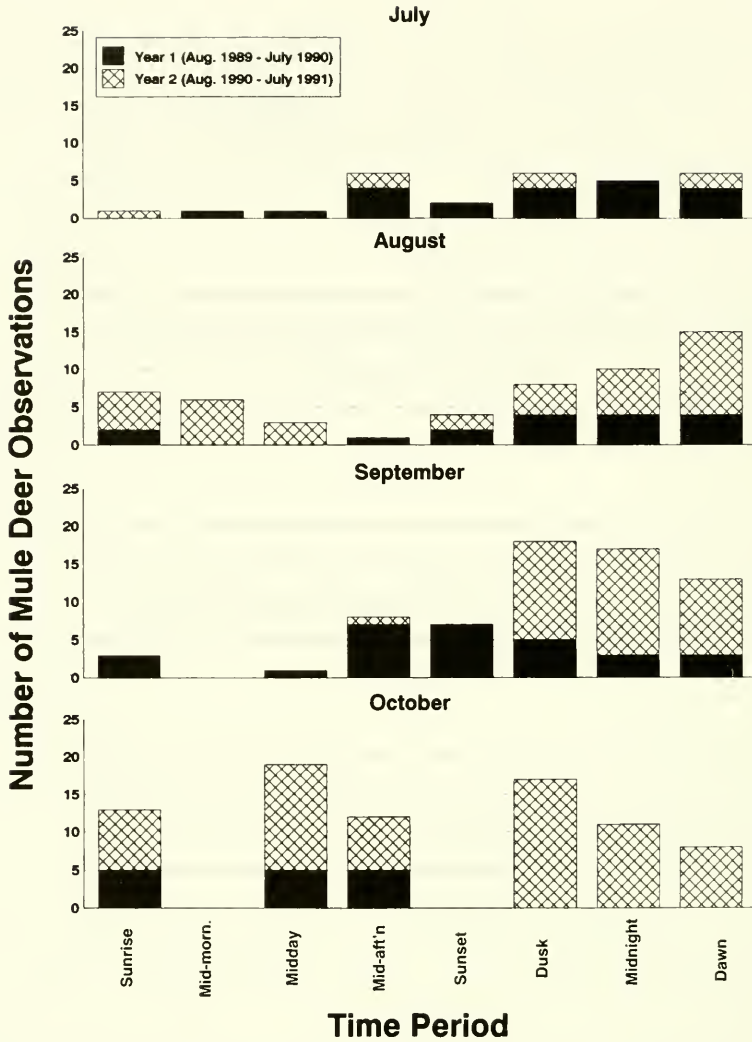 July
25
20
15
10
5
0
Year 1 (Aug. 1989 - July 1990)
Year 2 (Aug. 1990 - July 1991)
August
25
20
15
10
5
0
September
25
20
15
10
5
0
October
25
20
15
10
5
0
Number of Mule Deer Observations
Sunrise
Mid-morn.
Midday
Mid-aft'n
Sunset
Dusk
Midnight
Dawn
Time Period